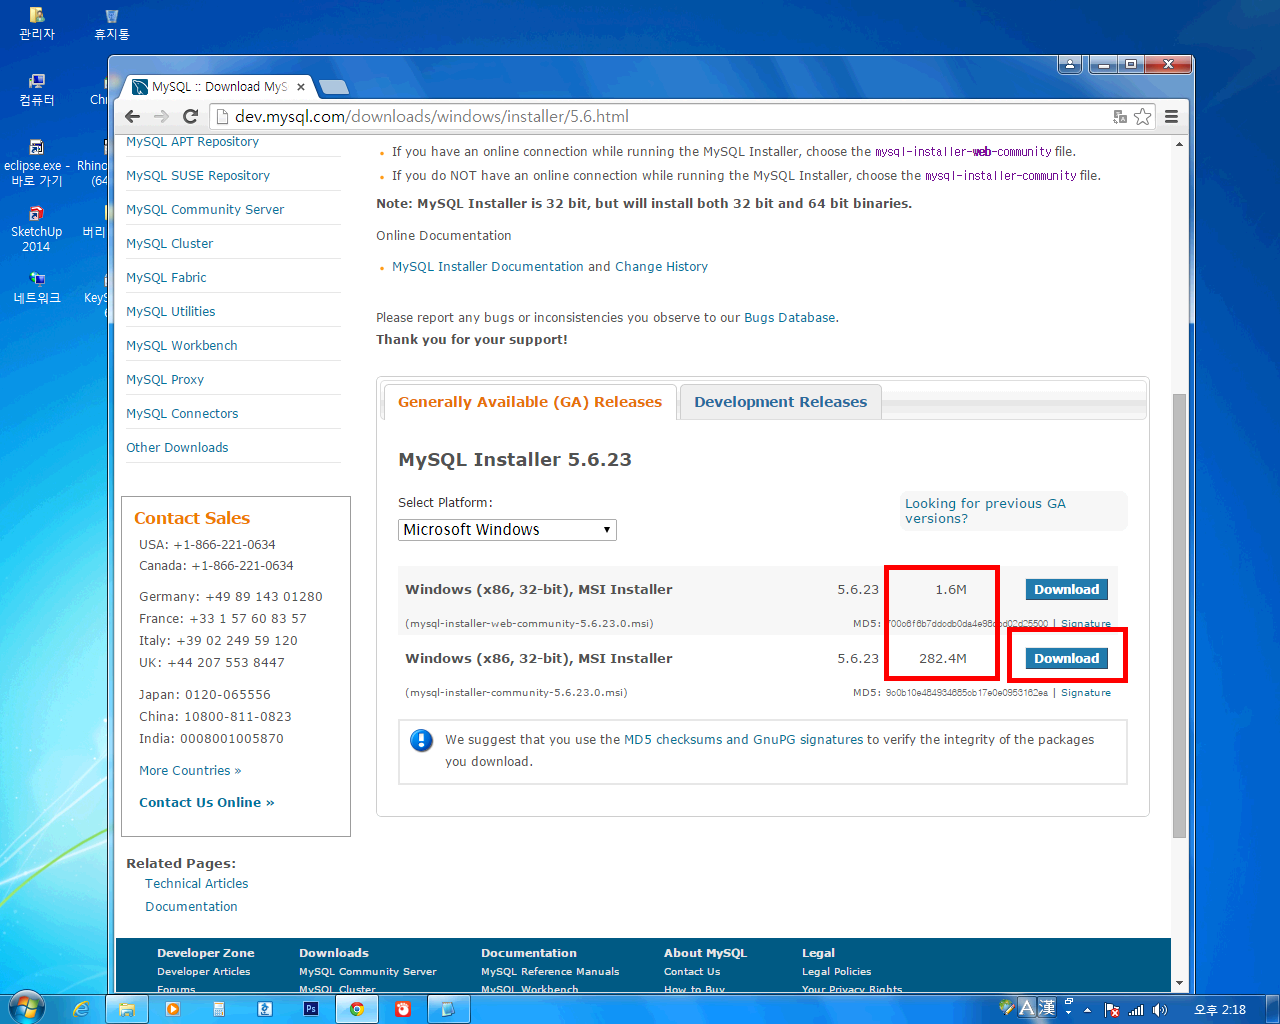 관리자
휴지통
컴퓨터
eclipse.exe -
바로 가기
Rhino
(64
SketchUp
2014
버리
네트워크
KeyS
MySQL :: Download MyS
dev.mysql.com/downloads/windows/installer/5.6.html
MySQL APT Repository
MySQL SUSE Repository
MySQL Community Server
MySQL Cluster
MySQL Fabric
MySQL Utilities
MySQL Workbench
MySQL Proxy
MySQL Connectors
Other Downloads
Contact Sales
USA: +1-866-221-0634
Canada: +1-866-221-0634
Germany: +49 89 143 01280
France: +33 1 57 60 83 57
Italy: +39 02 249 59 120
UK: +44 207 553 8447
Japan: 0120-065556
China: 10800-811-0823
India: 0008001005870
More Countries »
Contact Us Online »
Related Pages:
Technical Articles
Documentation
If you have an online connection while running the MySQL Installer, choose the mysql-installer-web-community file.
If you do NOT have an online connection while running the MySQL Installer, choose the mysql-installer-community file.
Note: MySQL Installer is 32 bit, but will install both 32 bit and 64 bit binaries.
Online Documentation
MySQL Installer Documentation and Change History
Please report any bugs or inconsistencies you observe to our Bugs Database.
Thank you for your support!
Generally Available (GA) Releases
Development Releases
MySQL Installer 5.6.23
Select Platform:
Microsoft Windows
Looking for previous GA
versions?
Windows (x86, 32-bit), MSI Installer 5.6.23 1.6M Download
(mysql-installer-web-community-5.6.23.0.msi) MD5: | Signature
Windows (x86, 32-bit), MSI Installer 5.6.23 282.4M Download
(mysql-installer-community-5.6.23.0.msi) MD5: | Signature
We suggest that you use the MD5 checksums and GnuPG signatures to verify the integrity of the packages
you download.
Developer Zone Downloads Documentation About MySQL Legal
Developer Articles MySQL Community Server MySQL Reference Manuals Contact Us Legal Policies
Forums MySQL Cluster MySQL Workbench How to Buy Your Privacy Rights
Ps
A 漢
오후 2:18